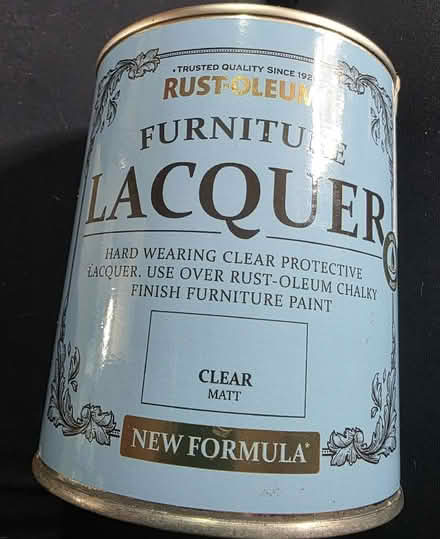 • TRUSTED QUALITY SINCE 192
RUST-OLEUM
FURNITURE
LACQUER
HARD WEARING CLEAR PROTECTIVE
LACQUER. USE OVER RUST-OLEUM CHALKY
FINISH FURNITURE PAINT
CLEAR
MATT
NEW FORMULA*